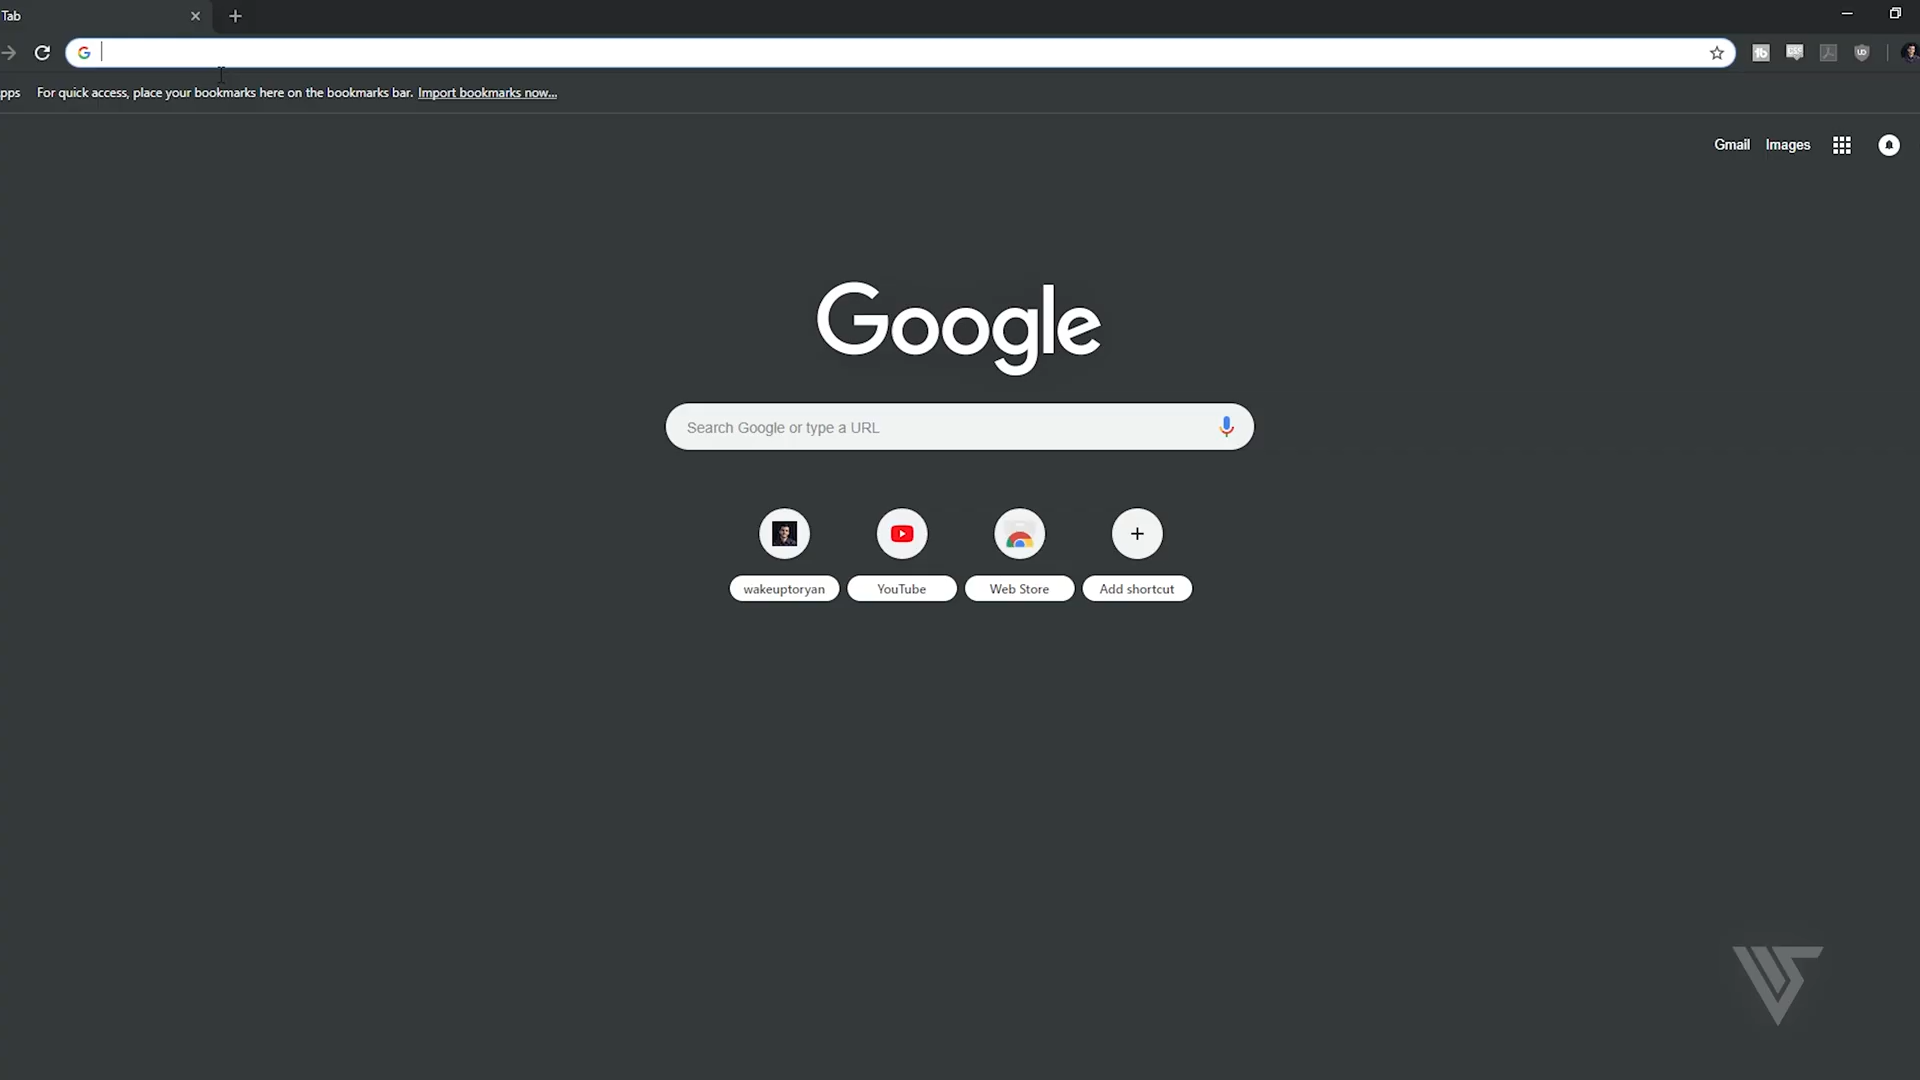 Tab
pps For quick access, place your bookmarks here on the bookmarks bar. Import bookmarks now...
Gmail Images
Google
Search Google or type a URL
wakeuptoryan YouTube Web Store Add shortcut